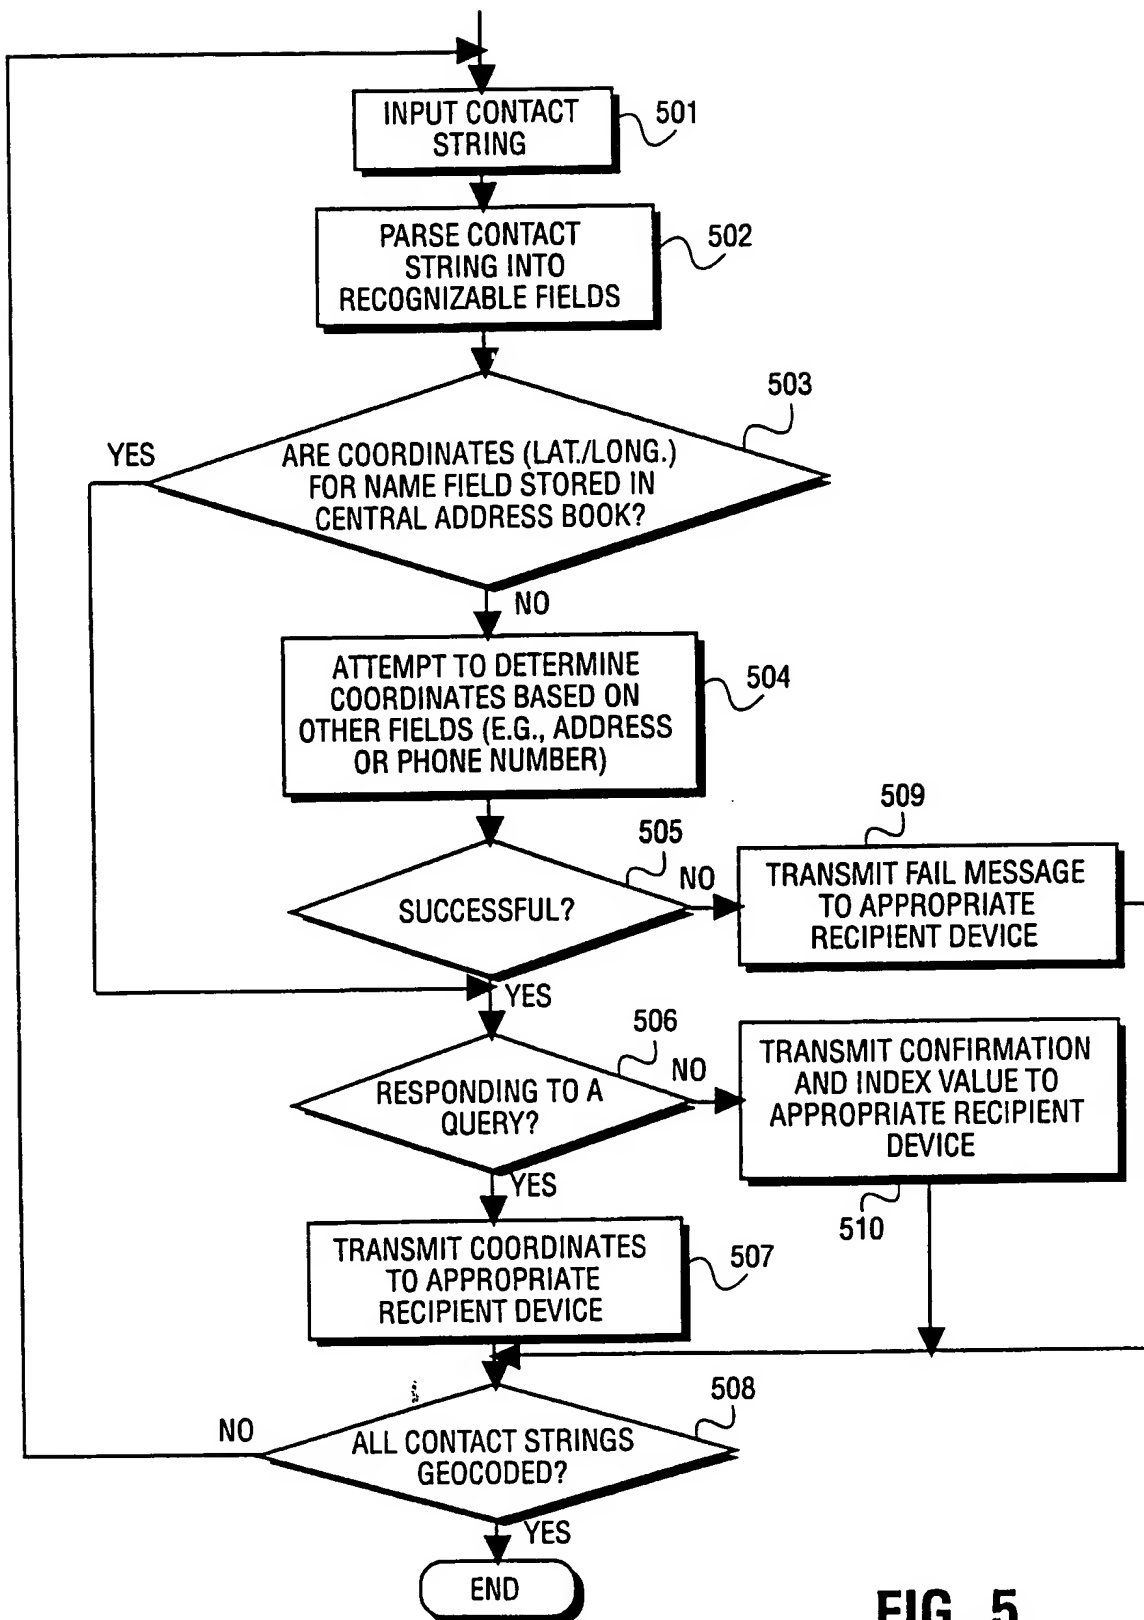 INPUT CONTACT
STRING
501
PARSE CONTACT
STRING INTO
RECOGNIZABLE FIELDS
502
503
YES
ARE COORDINATES (LAT./LONG.)
FOR NAME FIELD STORED IN
CENTRAL ADDRESS BOOK?
NO
ATTEMPT TO DETERMINE
COORDINATES BASED ON
OTHER FIELDS (E.G., ADDRESS
OR PHONE NUMBER)
504
505
SUCCESSFUL?
NO
509
TRANSMIT FAIL MESSAGE
TO APPROPRIATE
RECIPIENT DEVICE
YES
506
RESPONDING TO A
QUERY?
NO
TRANSMIT CONFIRMATION
AND INDEX VALUE TO
APPROPRIATE RECIPIENT
DEVICE
510
YES
TRANSMIT COORDINATES
TO APPROPRIATE
RECIPIENT DEVICE
507
508
NO
ALL CONTACT STRINGS
GEOCODED?
YES
END
FIG. 5